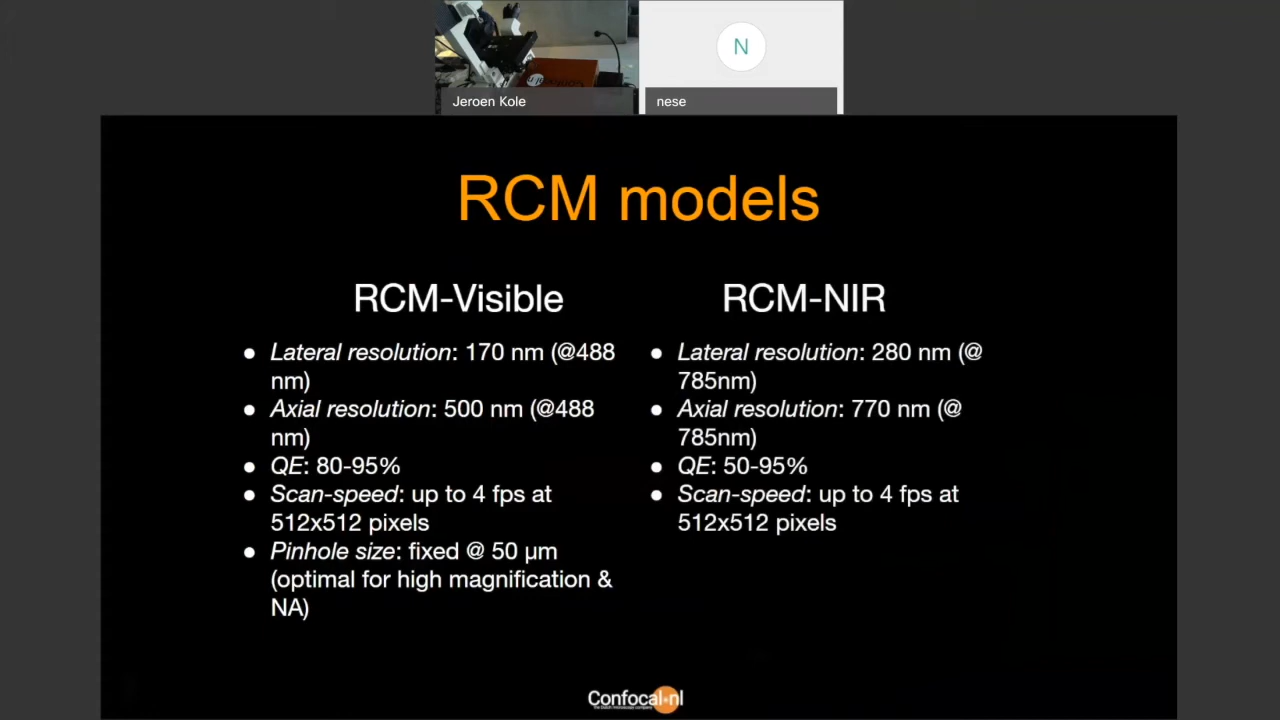 N
Jeroen Kole
nese
RCM models
RCM-Visible
● Lateral resolution: 170 nm (@488
nm)
● Axial resolution: 500 nm (@488
nm)
● QE: 80-95%
● Scan-speed: up to 4 fps at
512x512 pixels
● Pinhole size: fixed @ 50 µm
(optimal for high magnification &
NA)
RCM-NIR
● Lateral resolution: 280 nm (@
785nm)
● Axial resolution: 770 nm (@
785nm)
● QE: 50-95%
● Scan-speed: up to 4 fps at
512x512 pixels
Confocal•nl